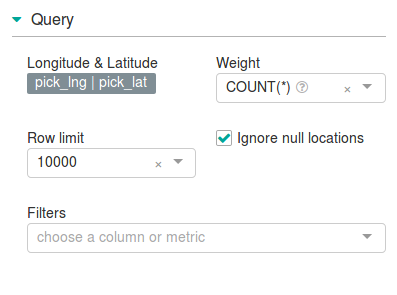 Query
Longitude & Latitude
pick_lng | pick_lat
Weight
COUNT(*)
Row limit
10000
Ignore null locations
Filters
choose a column or metric